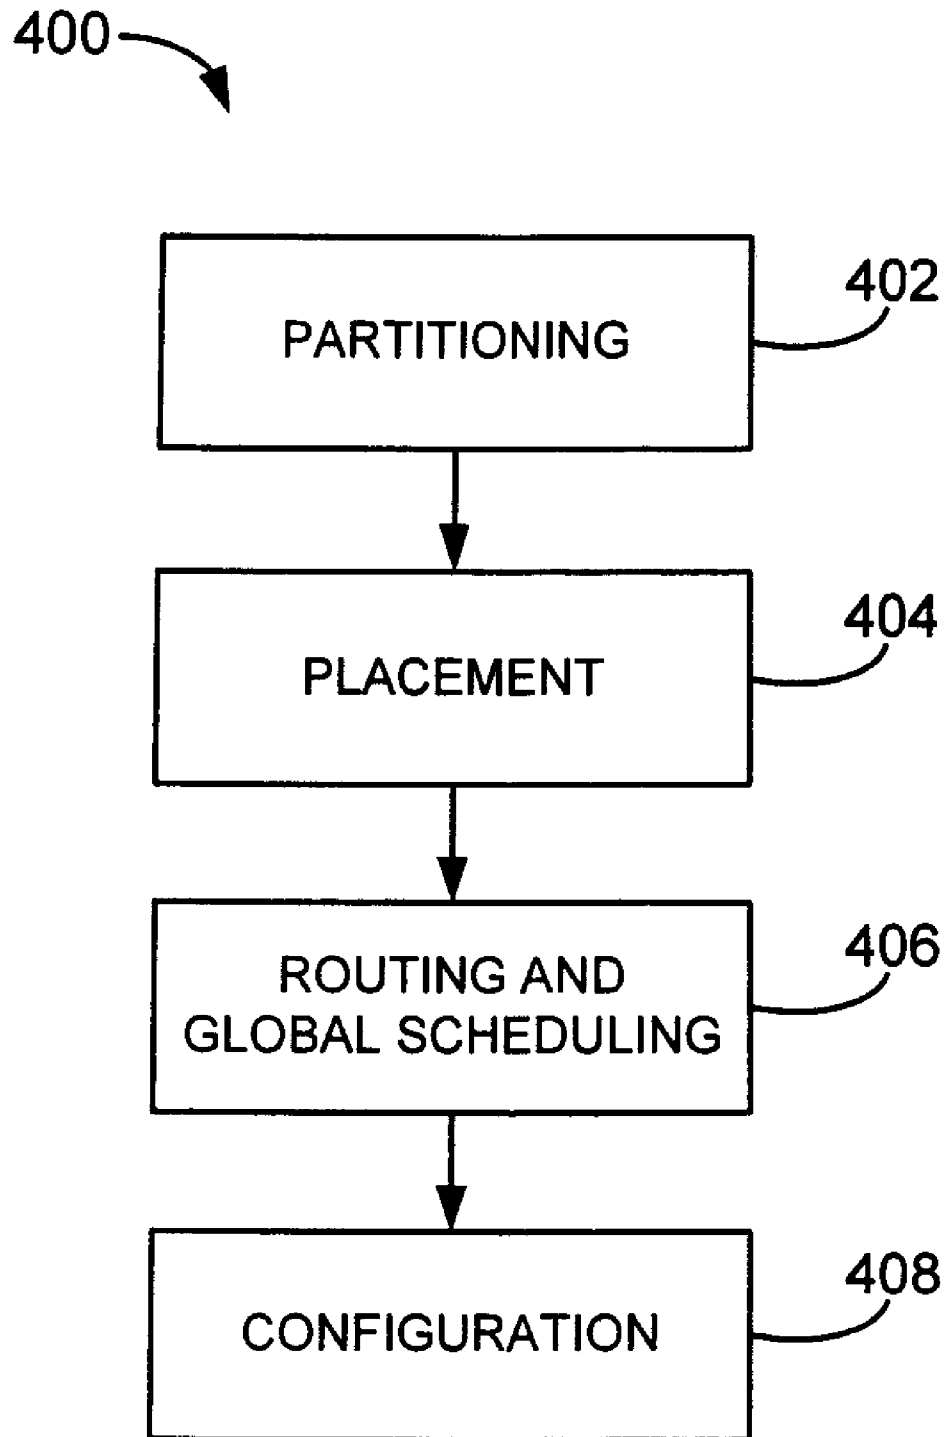 400
402
PARTITIONING
404
PLACEMENT
406
ROUTING AND
GLOBAL SCHEDULING
408
CONFIGURATION